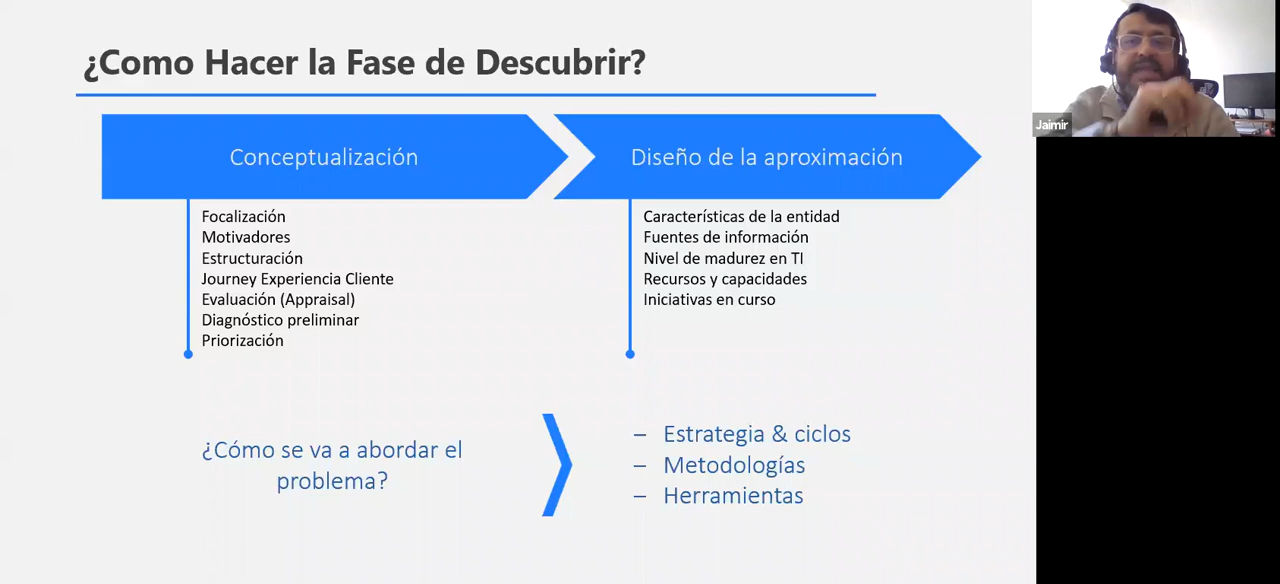 ¿Como Hacer la Fase de Descubrir?
Conceptualización
Focalización
Motivadores
Estructuración
Journey Experiencia Cliente
Evaluación (Appraisal)
Diagnóstico preliminar
Priorización
Diseño de la aproximación
Características de la entidad
Fuentes de información
Nivel de madurez en TI
Recursos y capacidades
Iniciativas en curso
¿Cómo se va a abordar el
problema?
– Estrategia & ciclos
– Metodologías
– Herramientas
Jaimir